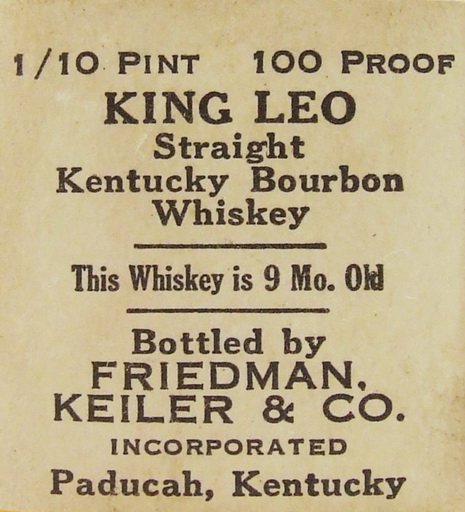 1/10 PINT 100 PROOF
KING LEO
Straight
Kentucky Bourbon
Whiskey
This Whiskey is 9 Mo. Old
Bottled by
FRIEDMAN,
KEILER & CO.
INCORPORATED
Paducah, Kentucky